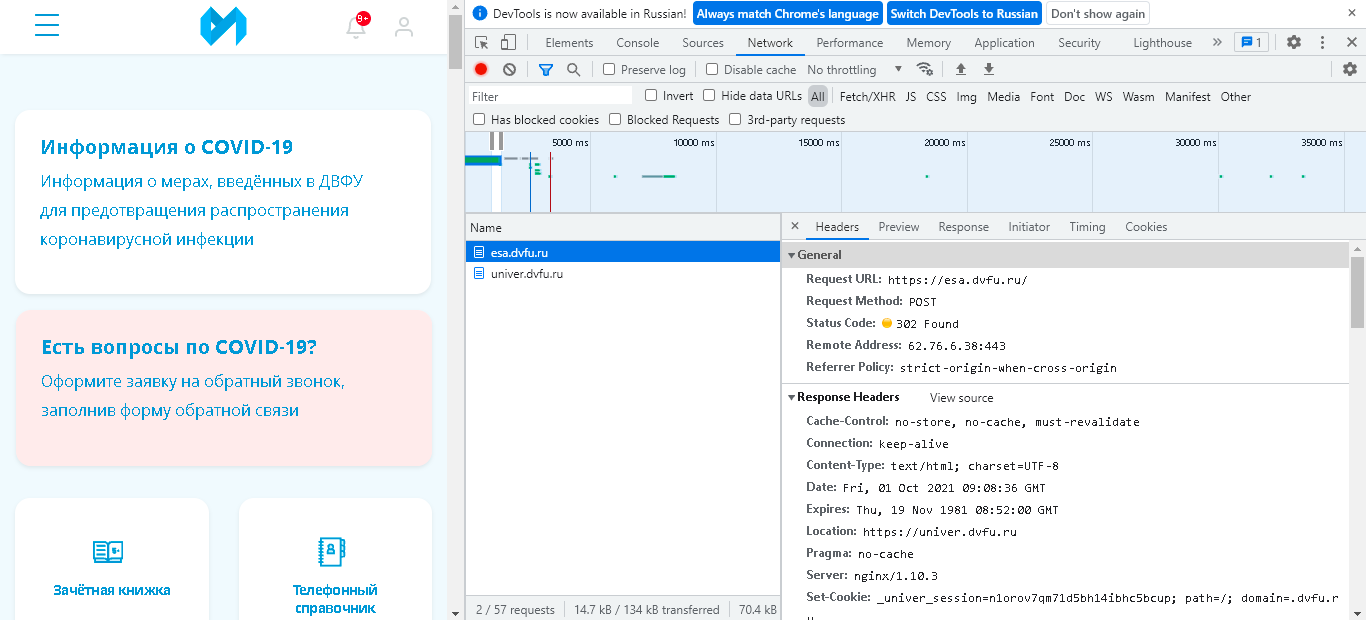 9+
Информация о COVID-19
Информация о мерах, введённых в ДВФУ
для предотвращения распространения
коронавирусной инфекции
Есть вопросы по COVID-19?
Оформите заявку на обратный звонок,
заполнив форму обратной связи
Зачётная книжка
Телефонный
справочник
DevTools is now available in Russian! Always match Chrome's language Switch DevTools to Russian Don't show again
Elements Console Sources Network Performance Memory Application Security Lighthouse 1
Preserve log Disable cache No throttling
Filter Invert Hide data URLs All Fetch/XHR JS CSS Img Media Font Doc WS Wasm Manifest Other
Has blocked cookies Blocked Requests 3rd-party requests
5000 ms 10000 ms 15000 ms 20000 ms 25000 ms 30000 ms 35000 ms
Name
esa.dvfu.ru
univer.dvfu.ru
2 / 57 requests 14.7 kB / 134 kB transferred 70.4 kB
Headers Preview Response Initiator Timing Cookies
General
Request URL: https://esa.dvfu.ru/
Request Method: POST
Status Code: 302 Found
Remote Address: 62.76.6.38:443
Referrer Policy: strict-origin-when-cross-origin
Response Headers View source
Cache-Control: no-store, no-cache, must-revalidate
Connection: keep-alive
Content-Type: text/html; charset=UTF-8
Date: Fri, 01 Oct 2021 09:08:36 GMT
Expires: Thu, 19 Nov 1981 08:52:00 GMT
Location: https://univer.dvfu.ru
Pragma: no-cache
Server: nginx/1.10.3
Set-Cookie: _univer_session=n1orov7qm71d5bh14ibhc5bcup; path=/; domain=.dvfu.r